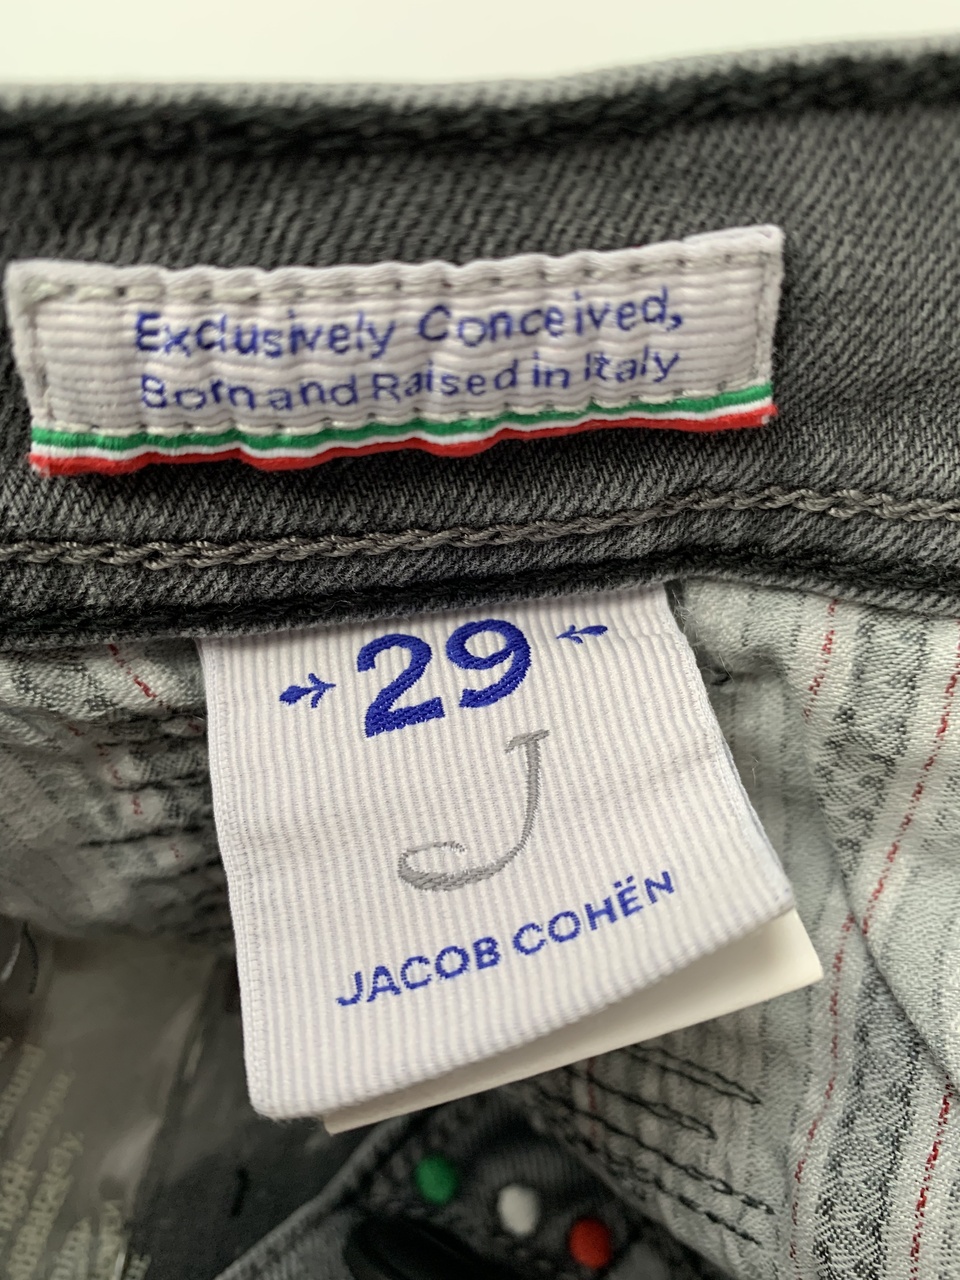 Exclusively Conceived,
Born and Raised in Italy
29
J
JACOB COHËN